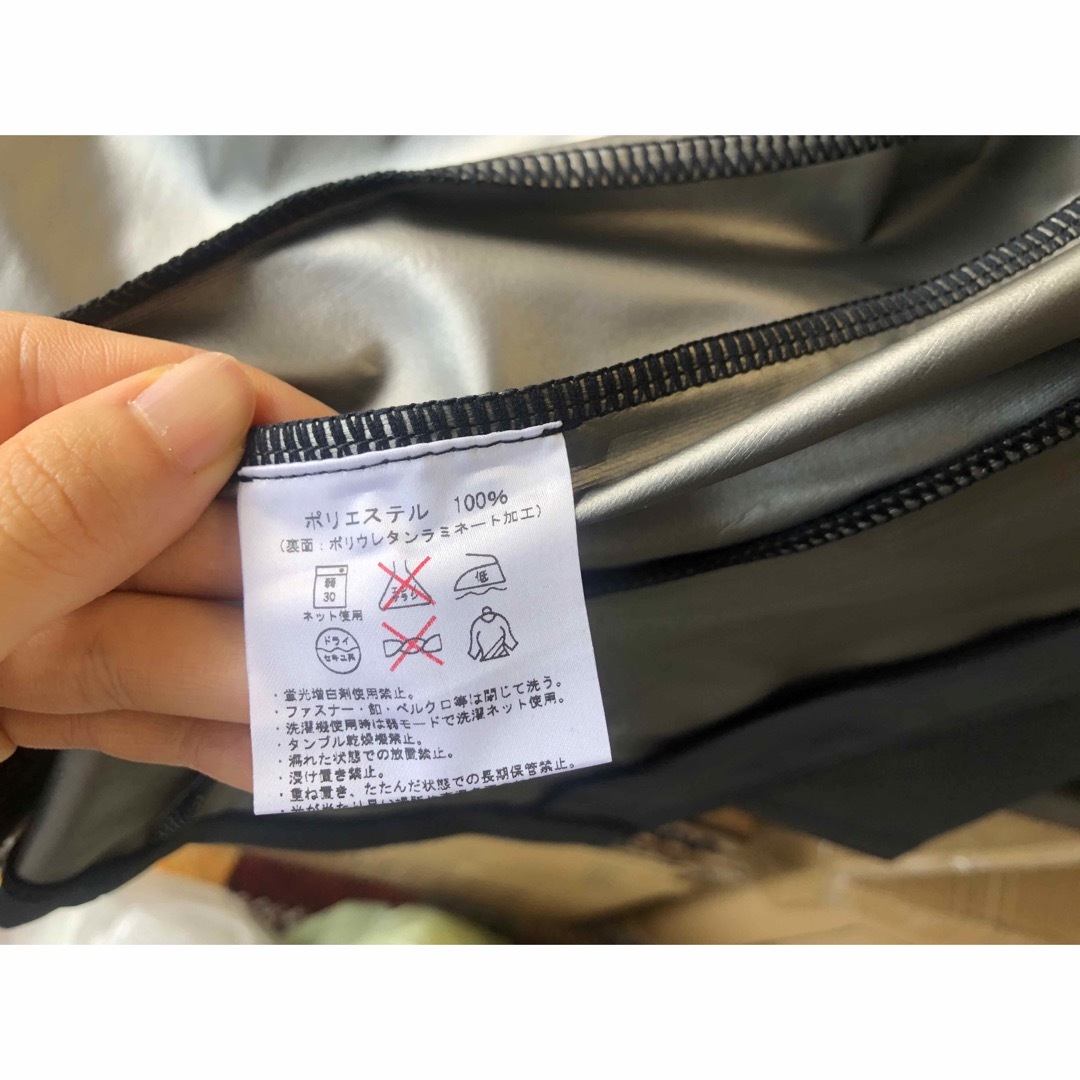 ポリエステル 100%
(裏面:ポリウレタンラミネート加工)
弱
30
ネット使用
低
ドライ
セキユ系
・蛍光増白剤使用禁止。
・ファスナー・釦・ベルクロ等は閉じて洗う。
・洗濯機使用時は弱モードで洗濯ネット使用。
・タンブル乾燥機禁止。
・濡れた状態での放置禁止。
・浸け置き禁止。
・重ね置き、たたんだ状態での長期保管禁止。